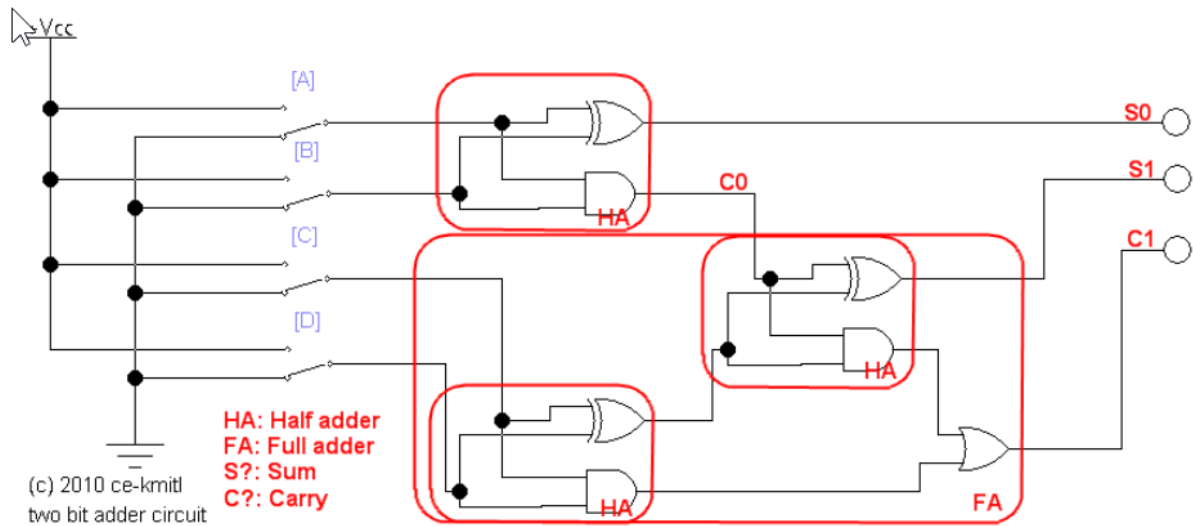 Vcc
[A]
S0
[B]
S1
C0
HA
[C]
C1
[D]
HA
HA: Half adder
FA: Full adder
S?: Sum
C?: Carry
HA
FA
(c) 2010 ce-kmitl
two bit adder circuit